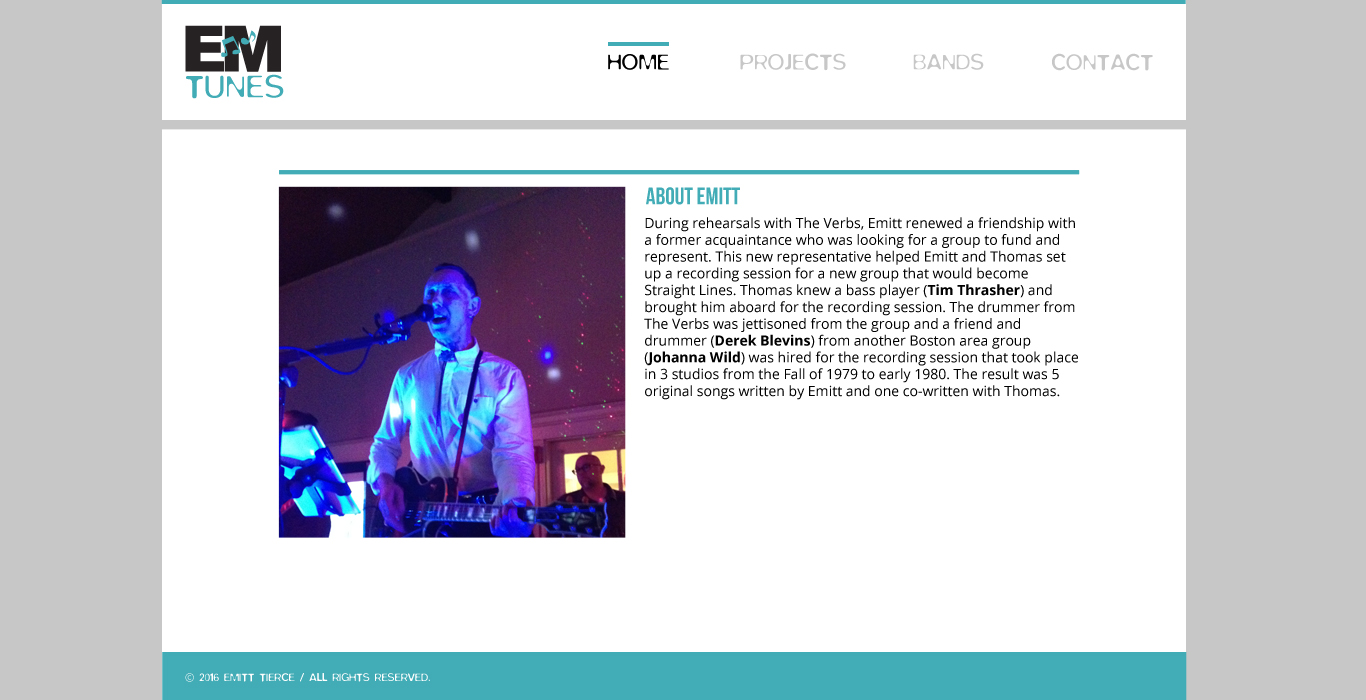 EM
TUNES
HOME
PROJECTS
BANDS
CONTACT
ABOUT EMITT
During rehearsals with The Verbs, Emitt renewed a friendship with
a former acquaintance who was looking for a group to fund and
represent. This new representative helped Emitt and Thomas set
up a recording session for a new group that would become
Straight Lines. Thomas knew a bass player (Tim Thrasher) and
brought him aboard for the recording session. The drummer from
The Verbs was jettisoned from the group and a friend and
drummer (Derek Blevins) from another Boston area group
(Johanna Wild) was hired for the recording session that took place
in 3 studios from the Fall of 1979 to early 1980. The result was 5
original songs written by Emitt and one co-written with Thomas.
© 2016 EMITT TIERCE / ALL RIGHTS RESERVED.